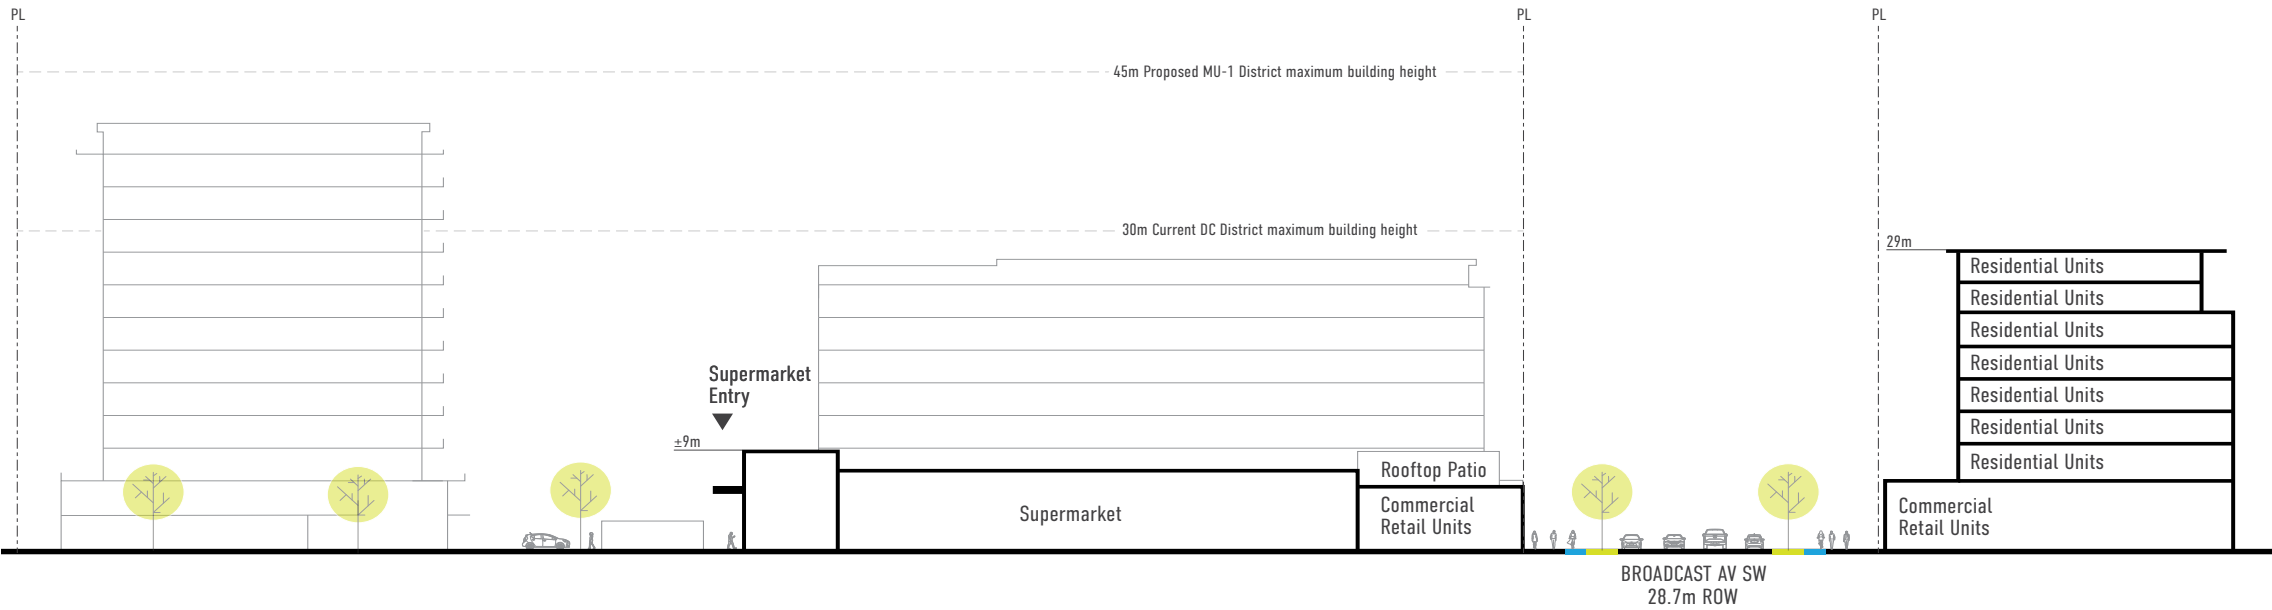 PL
PL
PL
45m Proposed MU-1 District maximum building height
30m Current DC District maximum building height
29m
Residential Units
Residential Units
Residential Units
Residential Units
Residential Units
Residential Units
Residential Units
Commercial
Retail Units
Supermarket
Entry
±9m
Rooftop Patio
Commercial
Retail Units
Supermarket
BROADCAST AV SW
28.7m ROW